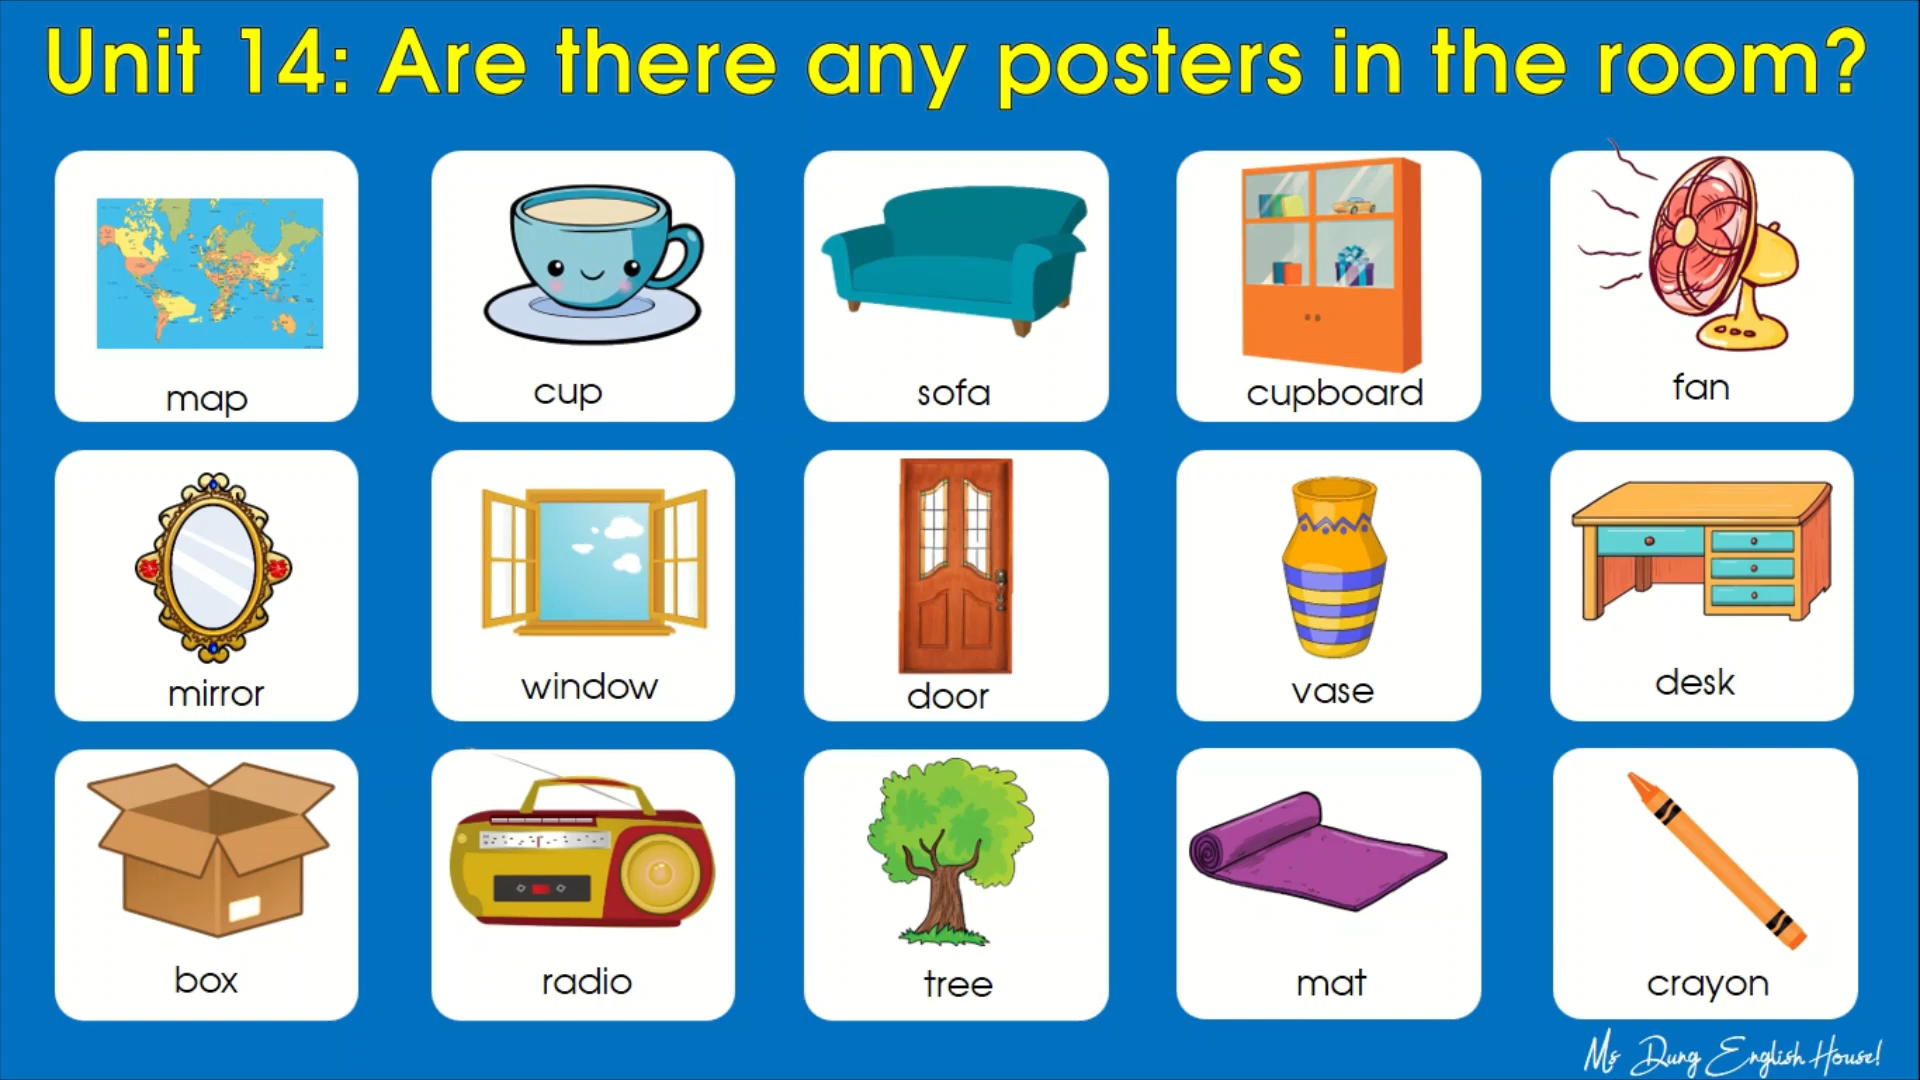 Unit 14: Are there any posters in the room?
map
cup
sofa
cupboard
fan
mirror
window
door
vase
desk
box
radio
tree
mat
crayon
Ms Dung English House!